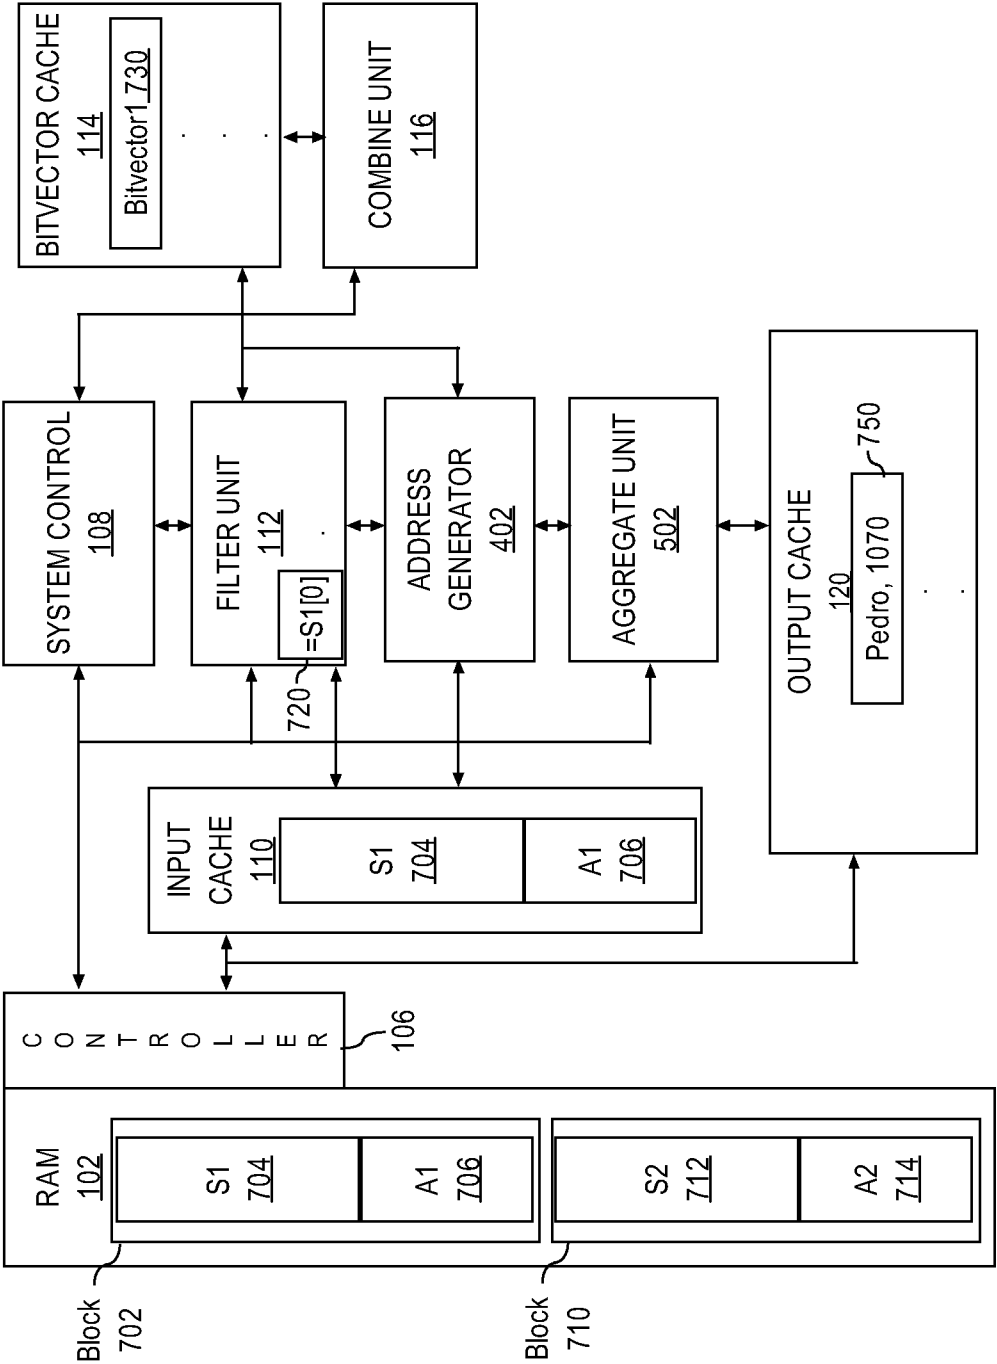 Block
702
RAM
102
S1
704
A1
706
Block
710
S2
712
A2
714
CONTROLLER
106
INPUT
CACHE
110
S1
704
A1
706
SYSTEM CONTROL
108
FILTER UNIT
112
=S1[0]
720
.
ADDRESS
GENERATOR
402
AGGREGATE UNIT
502
BITVECTOR CACHE
114
Bitvector1 730
.
.
.
COMBINE UNIT
116
OUTPUT CACHE
120
Pedro, 1070
750
.
.